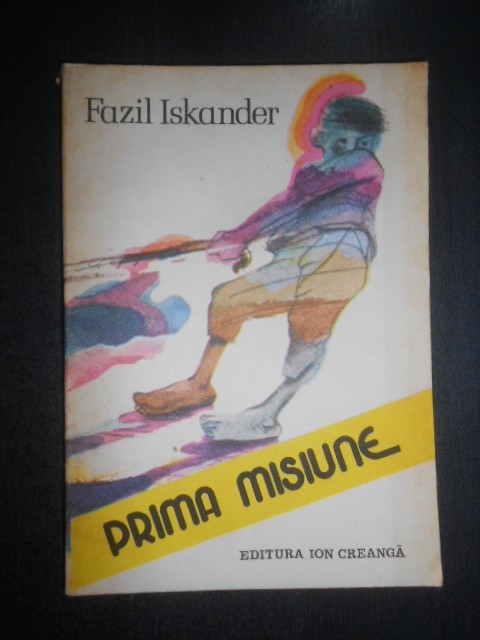 Fazil Iskander
PRIMA MISIUNE
EDITURA ION CREANGĂ